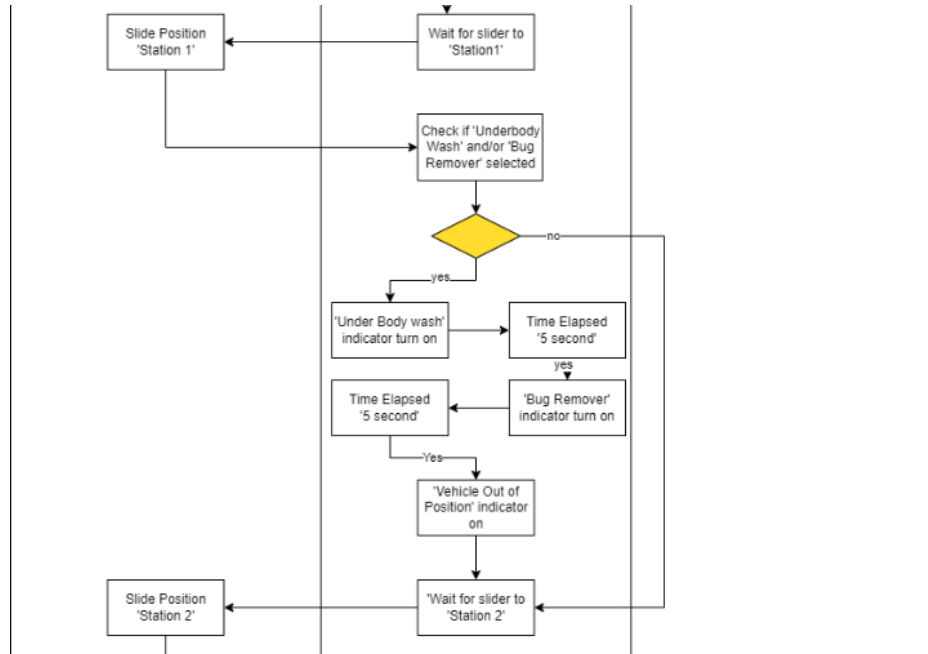 Slide Position
'Station 1'
Wait for slider to
'Station1'
Check if 'Underbody
Wash' and/or 'Bug
Remover' selected
no
yes
'Under Body wash'
indicator turn on
Time Elapsed
'5 second'
yes
Time Elapsed
'5 second'
'Bug Remover'
indicator turn on
Yes
'Vehicle Out of
Position' indicator
on
Slide Position
'Station 2'
'Wait for slider to
'Station 2'